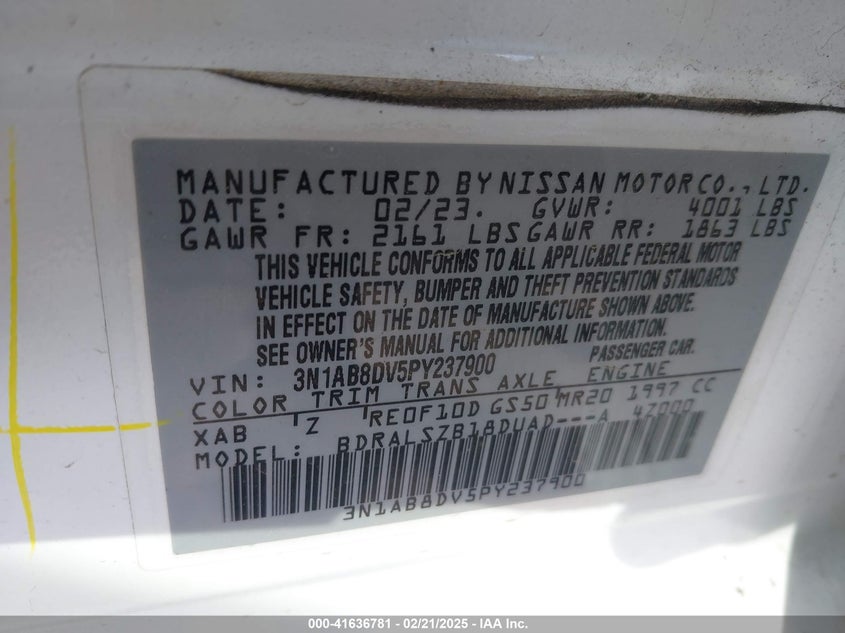 MANUFACTURED BY NISSAN MOTOR CO., LTD.
DATE: 02/23. GVWR: 4001 LBS
GAWR FR: 2161 LBS GAWR RR: 1863 LBS
THIS VEHICLE CONFORMS TO ALL APPLICABLE FEDERAL MOTOR
VEHICLE SAFETY, BUMPER AND THEFT PREVENTION STANDARDS
IN EFFECT ON THE DATE OF MANUFACTURE SHOWN ABOVE.
SEE OWNER'S MANUAL FOR ADDITIONAL INFORMATION.
VIN: 3N1AB8DV5PY237900 PASSENGER CAR.
COLOR TRIM TRANS AXLE ENGINE
XAB Z RE0F10D GS50 MR20 1997 CC
MODEL: BDRALSZB18DUAD---A 4Z000
3N1AB8DV5PY237900
000-41636781 - 02/21/2025 - IAA Inc.